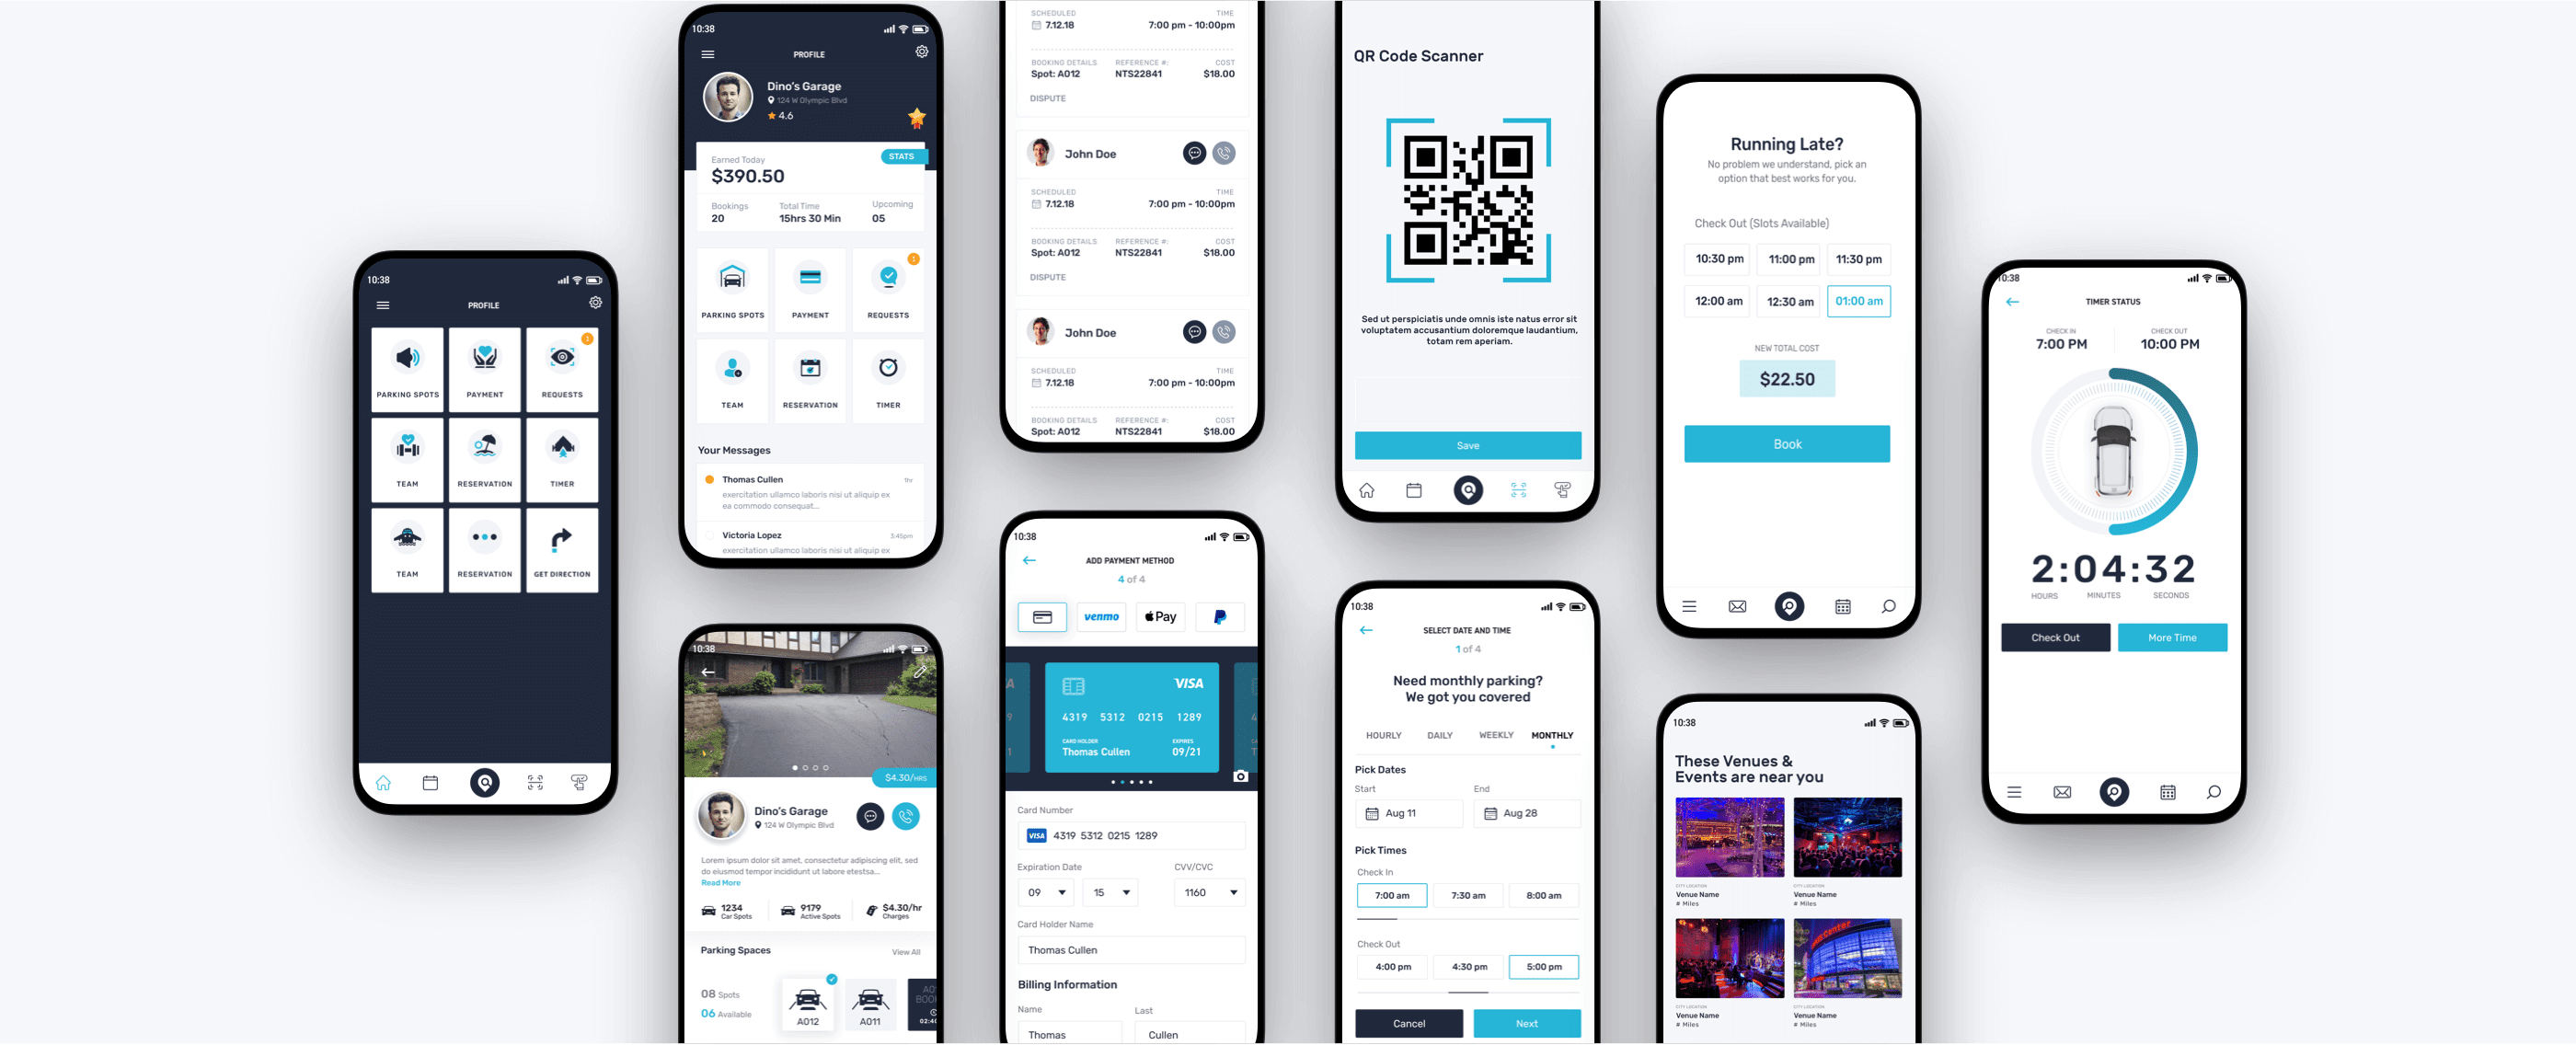 10:38
PROFILE
PARKING SPOTS
PAYMENT
1
REQUESTS
TEAM
RESERVATION
TIMER
TEAM
RESERVATION
GET DIRECTION
10:38
PROFILE
Dino's Garage
124 W Olympic Blvd
4.6
Earned Today
STATS
$390.50
Bookings
Total Time
Upcoming
20
15hrs 30 Min
05
PARKING SPOTS
PAYMENT
1
REQUESTS
TEAM
RESERVATION
TIMER
Your Messages
Thomas Cullen
1hr
exercitation ullamco laboris nisi ut aliquip ex
ea commodo consequat...
Victoria Lopez
3:45pm
exercitation ullamco laboris nisi ut aliquip ex
10:38
$4.30/HRS
Dino's Garage
124 W Olympic Blvd
Lorem ipsum dolor sit amet, consectetur adipiscing elit, sed
do eiusmod tempor incididunt ut labore etestsa...
Read More
1234
Car Spots
9179
Active Spots
$4.30/hr
Charges
Parking Spaces
View All
08 Spots
06 Available
A012
A011
SCHEDULED
TIME
7.12.18
7:00 pm - 10:00pm
BOOKING DETAILS
REFERENCE #:
COST
Spot: A012
NTS22841
$18.00
DISPUTE
John Doe
SCHEDULED
TIME
7.12.18
7:00 pm - 10:00pm
BOOKING DETAILS
REFERENCE #:
COST
Spot: A012
NTS22841
$18.00
DISPUTE
John Doe
SCHEDULED
TIME
7.12.18
7:00 pm - 10:00pm
BOOKING DETAILS
REFERENCE #:
COST
Spot: A012
NTS22841
$18.00
10:38
ADD PAYMENT METHOD
4 of 4
venmo
Pay
VISA
4319 5312 0215 1289
CARD HOLDER
EXPIRES
Thomas Cullen
09/21
Card Number
VISA 4319 5312 0215 1289
Expiration Date
CVV/CVC
09
15
1160
Card Holder Name
Thomas Cullen
Billing Information
Name
Last
Thomas
Cullen
QR Code Scanner
Sed ut perspiciatis unde omnis iste natus error sit
voluptatem accusantium doloremque laudantium,
totam rem aperiam.
Save
10:38
SELECT DATE AND TIME
1 of 4
Need monthly parking?
We got you covered
HOURLY
DAILY
WEEKLY
MONTHLY
Pick Dates
Start
End
Aug 11
Aug 28
Pick Times
Check In
7:00 am
7:30 am
8:00 am
Check Out
4:00 pm
4:30 pm
5:00 pm
Cancel
Next
Running Late?
No problem we understand, pick an
option that best works for you.
Check Out (Slots Available)
10:30 pm
11:00 pm
11:30 pm
12:00 am
12:30 am
01:00 am
NEW TOTAL COST
$22.50
Book
10:38
These Venues &
Events are near you
CITY LOCATION
Venue Name
# Miles
CITY LOCATION
Venue Name
# Miles
CITY LOCATION
Venue Name
# Miles
CITY LOCATION
Venue Name
# Miles
10:38
TIMER STATUS
CHECK IN
CHECK OUT
7:00 PM
10:00 PM
2:04:32
HOURS
MINUTES
SECONDS
Check Out
More Time